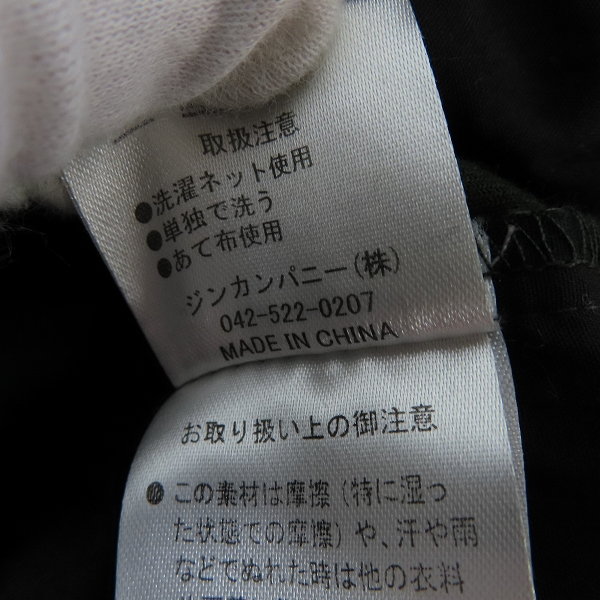 取扱注意
●洗濯ネット使用
●単独で洗う
●あて布使用
ジンカンパニー(株)
042-522-0207
MADE IN CHINA
お取り扱い上の御注意
● この素材は摩擦(特に湿っ
た状態での摩擦)や、汗や雨
などでぬれた時は他の衣料